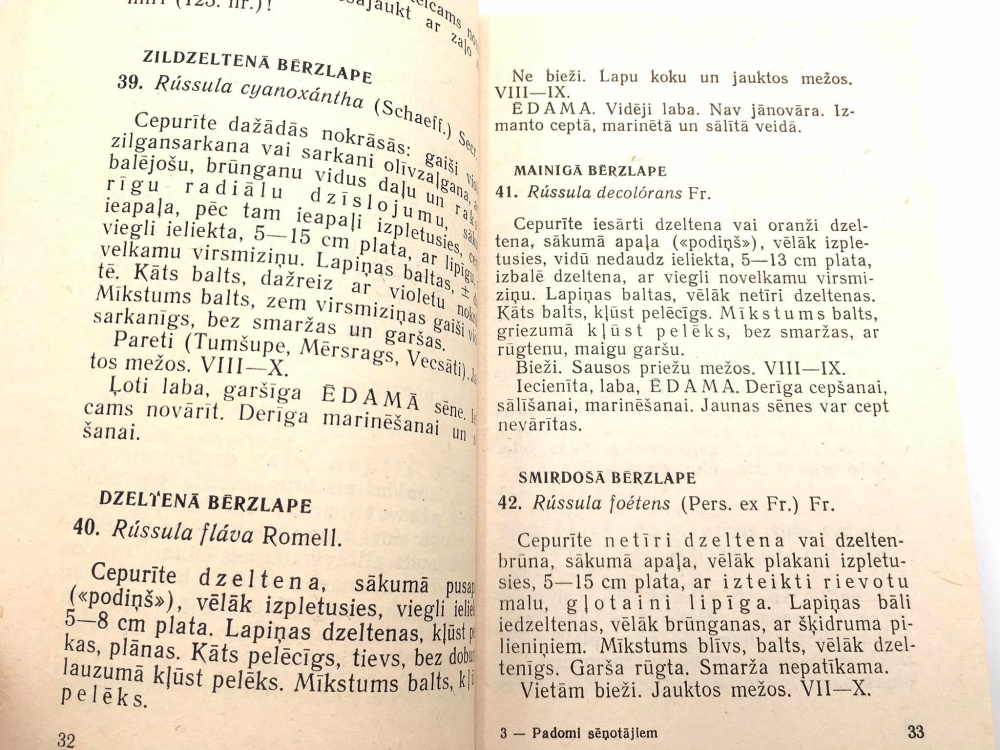 mīri (125. nr.)!
ar zaļo
ZILDZELTENĀ BĒRZLAPE
39. Rússula cyanoxántha (Schaeff.) Secr.
Cepurīte dažādās nokrāsās: gaiši
zilgansarkana vai sarkani olīvzaļgana,
balējošu, brūnganu vidus daļu un
rīgu radiālu dzīslojumu,
ieapaļa, pēc tam ieapaļi izpletusies,
viegli ieliekta, 5—15 cm plata, ar lipīgu,
velkamu virsmiziņu. Lapiņas baltas, ±
tē. Kāts balts, dažreiz ar violetu
Mīkstums balts, zem virsmiziņas gaiši
sarkanīgs, bez smaržas un garšas.
Pareti (Tumšupe, Mērsrags, Vecsāti).
tos mežos. VIII—X.
Ļoti laba, garšīga ĒDAMĀ sēne.
cams novārīt. Derīga marinēšanai un
šanai.
DZELTENĀ BĒRZLAPE
40. Rússula fláva Romell.
Cepurīte dzeltena, sākumā
(«podiņš»), vēlāk izpletusies, viegli
5—8 cm plata. Lapiņas dzeltenas, kļūst
kas, plānas. Kāts pelēcīgs, tievs, bez
lauzumā kļūst pelēks. Mīkstums balts,
pelēks.
32
Ne bieži. Lapu koku un jauktos mežos.
VIII—IX.
ĒDAMA. Vidēji laba. Nav jānovāra. Iz-
manto ceptā, marinētā un sālītā veidā.
MAINIGĀ BĒRZLAPE
41. Rússula decolórans Fr.
Cepurīte iesārti dzeltena vai oranži dzel-
tena, sākumā apaļa («podiņš»), vēlāk izple-
tusies, vidū nedaudz ieliekta, 5—13 cm plata,
izbalē dzeltena, ar viegli novelkamu virsmi-
ziņu. Lapiņas baltas, vēlāk netīri dzeltenas.
Kāts balts, kļūst pelēcīgs. Mīkstums balts,
griezumā kļūst pelēks, bez smaržas, ar
rūgtenu, maigu garšu.
Bieži. Sausos priežu mežos. VIII—IX.
Iecienīta, laba, ĒDAMA. Derīga cepšanai,
sālīšanai, marinēšanai. Jaunas sēnes var cept
nevārītas.
SMIRDOŠĀ BĒRZLAPE
42. Rússula foétens (Pers. ex Fr.) Fr.
Cepurīte netīri dzeltena vai dzelten-
brūna, sākumā apaļa, vēlāk plakani izpletu-
sies, 5—15 cm plata, ar izteikti rievotu
malu, gļotaini lipīga. Lapiņas bāli
iedzeltenas, vēlāk brūnganas, ar šķidruma pi-
lieniņiem. Mīkstums blīvs, balts, vēlāk dzel-
tenīgs. Garša rūgta. Smarža nepatīkama.
Vietām bieži. Jauktos mežos. VII—X.
3 — Padomi sēņotājiem
33